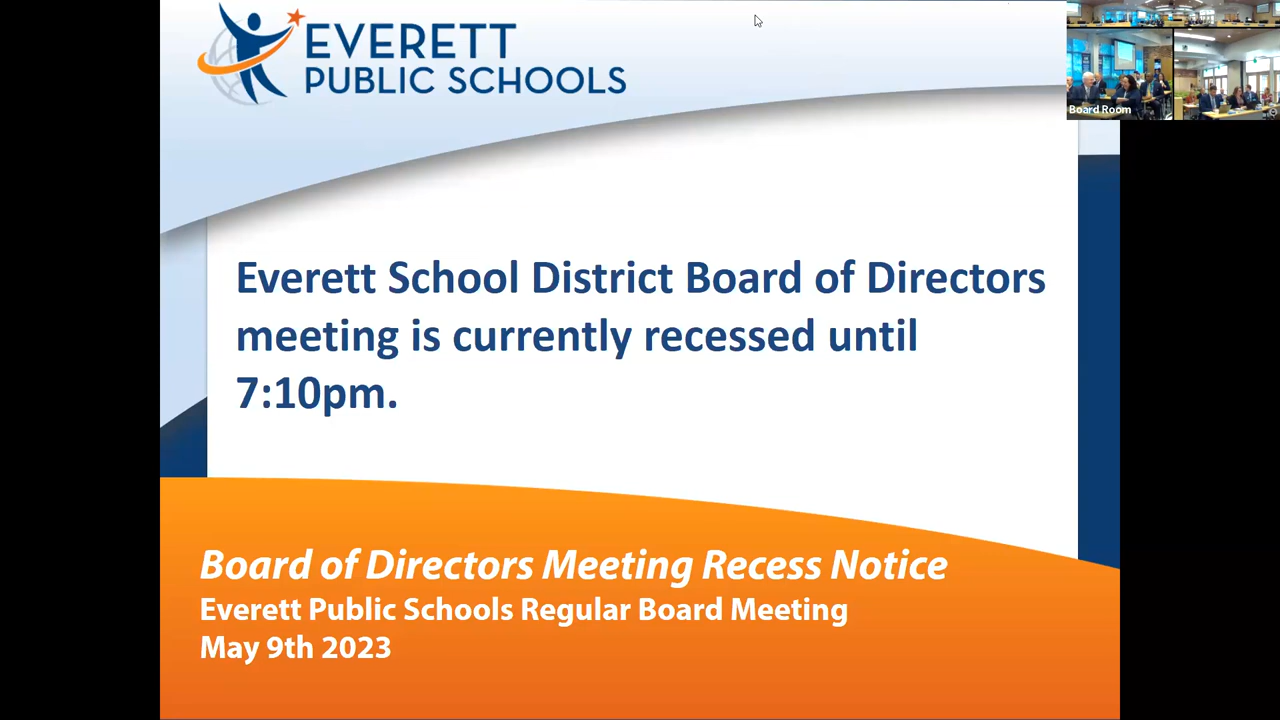 EVERETT
PUBLIC SCHOOLS
Board Room
Everett School District Board of Directors
meeting is currently recessed until
7:10pm.
Board of Directors Meeting Recess Notice
Everett Public Schools Regular Board Meeting
May 9th 2023